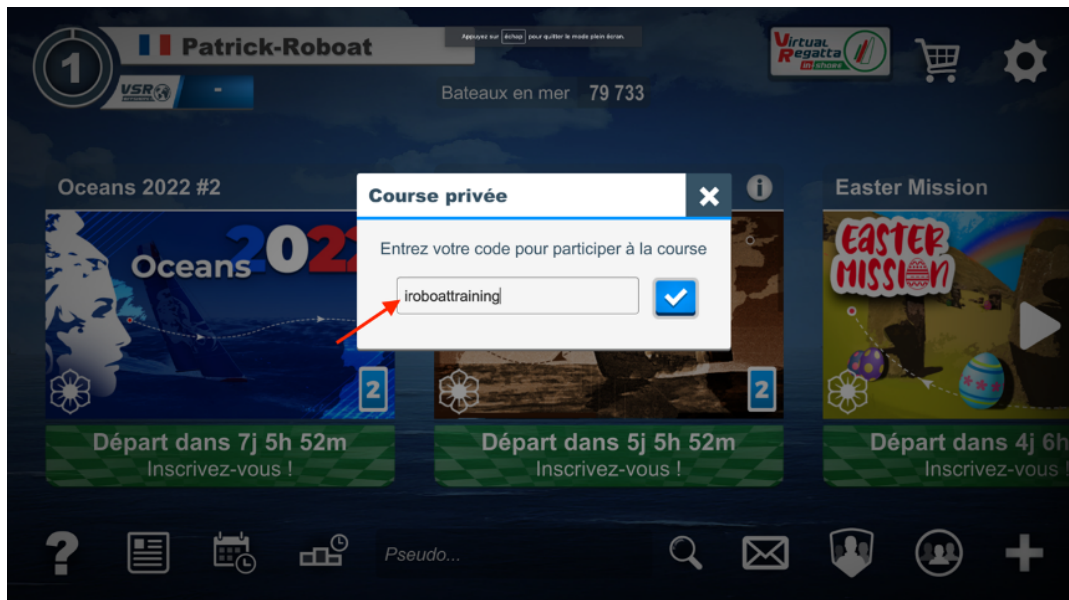 Appuyez sur échap pour quitter le mode plein écran.
1
Patrick-Roboat
VSR
-
Bateaux en mer 79 733
Virtual
Regatta
inshoes
Oceans 2022 #2
i
Easter Mission
Course privée
Entrez votre code pour participer à la course
iroboattraining
2022
Oceans
EASTER
MISSION
2
2
Départ dans 7j 5h 52m
Inscrivez-vous !
Départ dans 5j 5h 52m
Inscrivez-vous !
Départ dans 4j 6h
Inscrivez-vous
?
Pseudo...